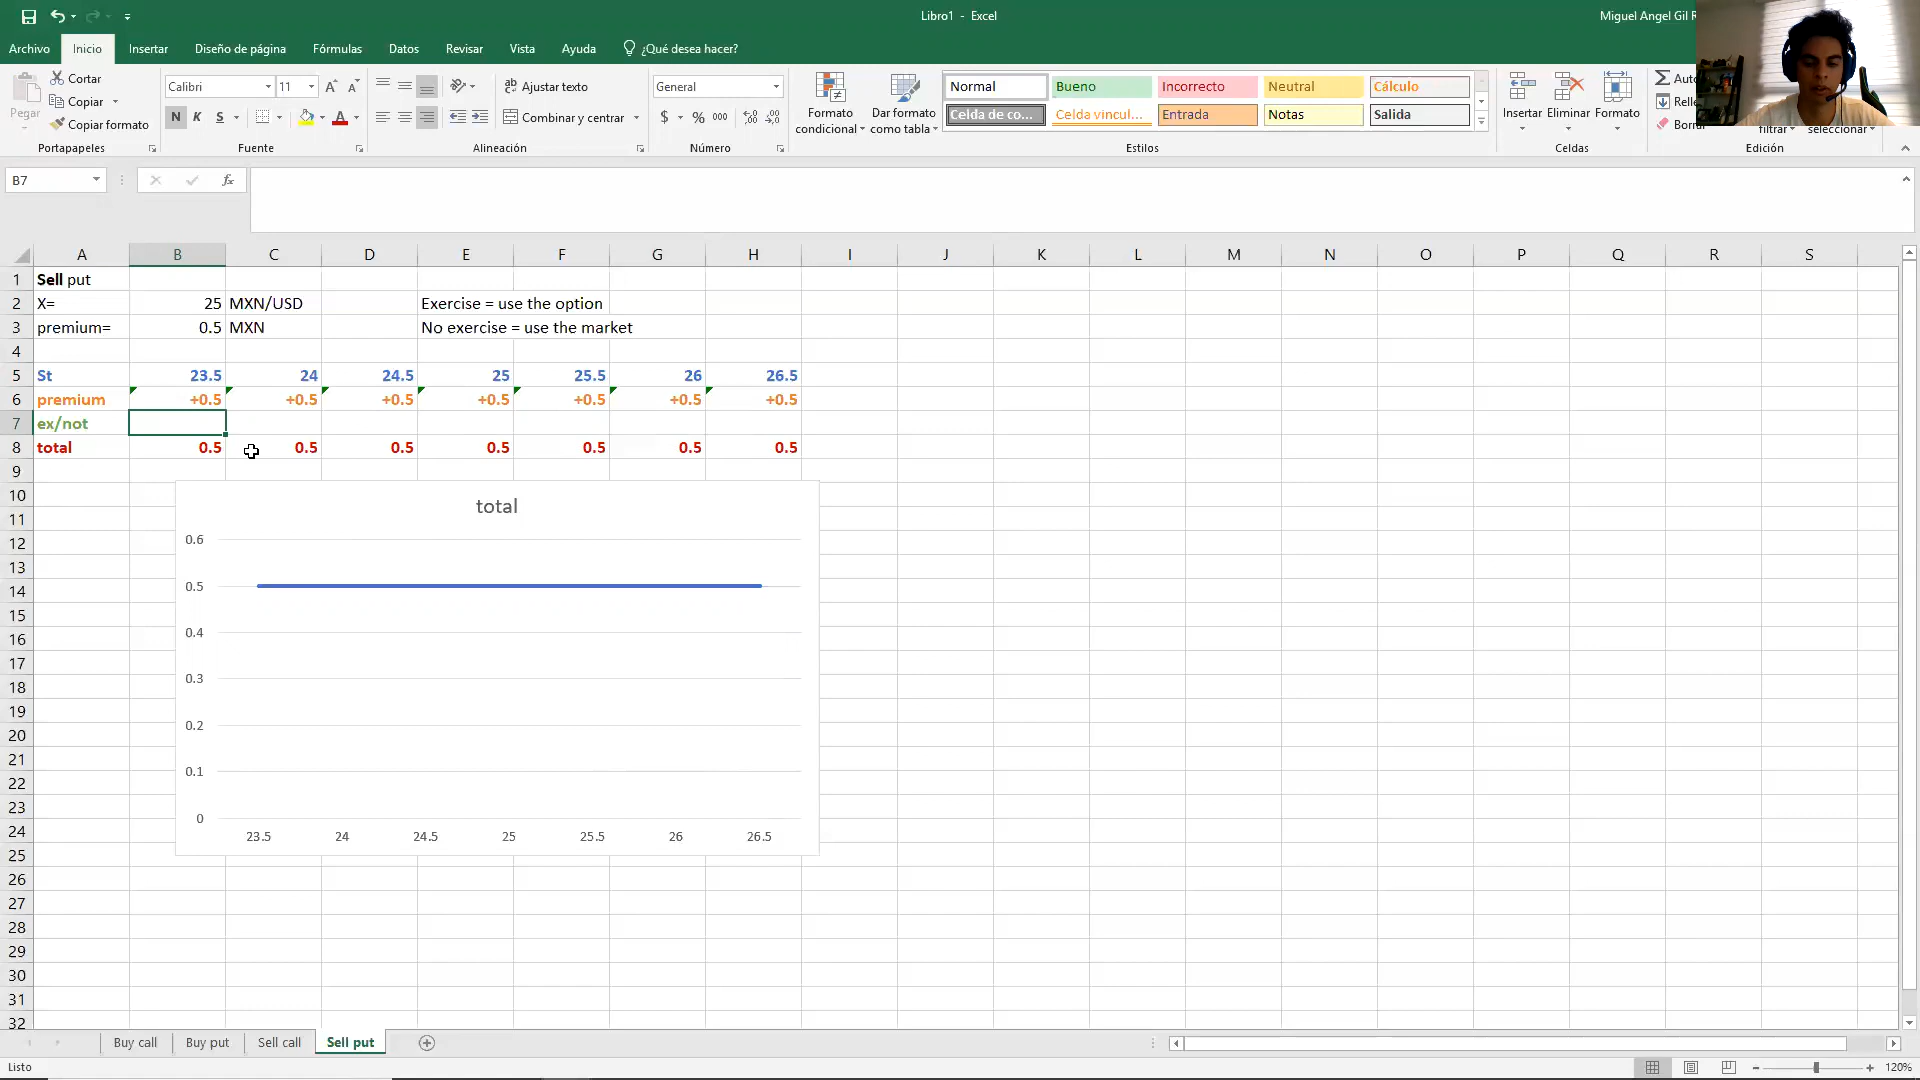 Libro1 - Excel
Miguel Angel Gil R
Archivo Inicio Insertar Diseño de página Fórmulas Datos Revisar Vista Ayuda ¿Qué desea hacer?
Pegar
Cortar
Copiar
Copiar formato
Portapapeles
Calibri 11 A A
N K S A
Fuente
Ajustar texto
Combinar y centrar
Alineación
General
$ % 000
Número
Formato condicional
Dar formato como tabla
Normal Bueno Incorrecto Neutral Cálculo
Celda de co... Celda vincul... Entrada Notas Salida
Estilos
Insertar Eliminar Formato
Celdas
Edición
B7
fx
A B C D E F G H I J K L M N O P Q R S
1 Sell put
2 X= 25 MXN/USD Exercise = use the option
3 premium= 0.5 MXN No exercise = use the market
4
5 St 23.5 24 24.5 25 25.5 26 26.5
6 premium +0.5 +0.5 +0.5 +0.5 +0.5 +0.5 +0.5
7 ex/not
8 total 0.5 0.5 0.5 0.5 0.5 0.5 0.5
9
10
11
12
13
14
15
16
17
18
19
20
21
22
23
24
25
26
27
28
29
30
31
32
total
0.6
0.5
0.4
0.3
0.2
0.1
0
23.5 24 24.5 25 25.5 26 26.5
Buy call Buy put Sell call Sell put
Listo
120%